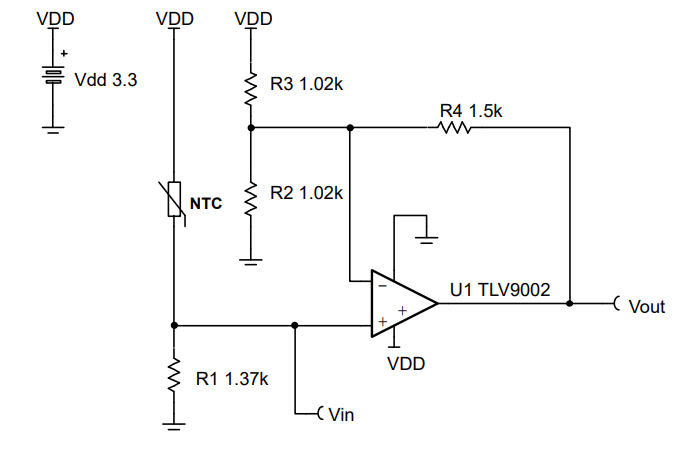 VDD
VDD
VDD
+
Vdd 3.3
R3 1.02k
R4 1.5k
NTC
R2 1.02k
−
U1 TLV9002
+
+
Vout
VDD
R1 1.37k
Vin